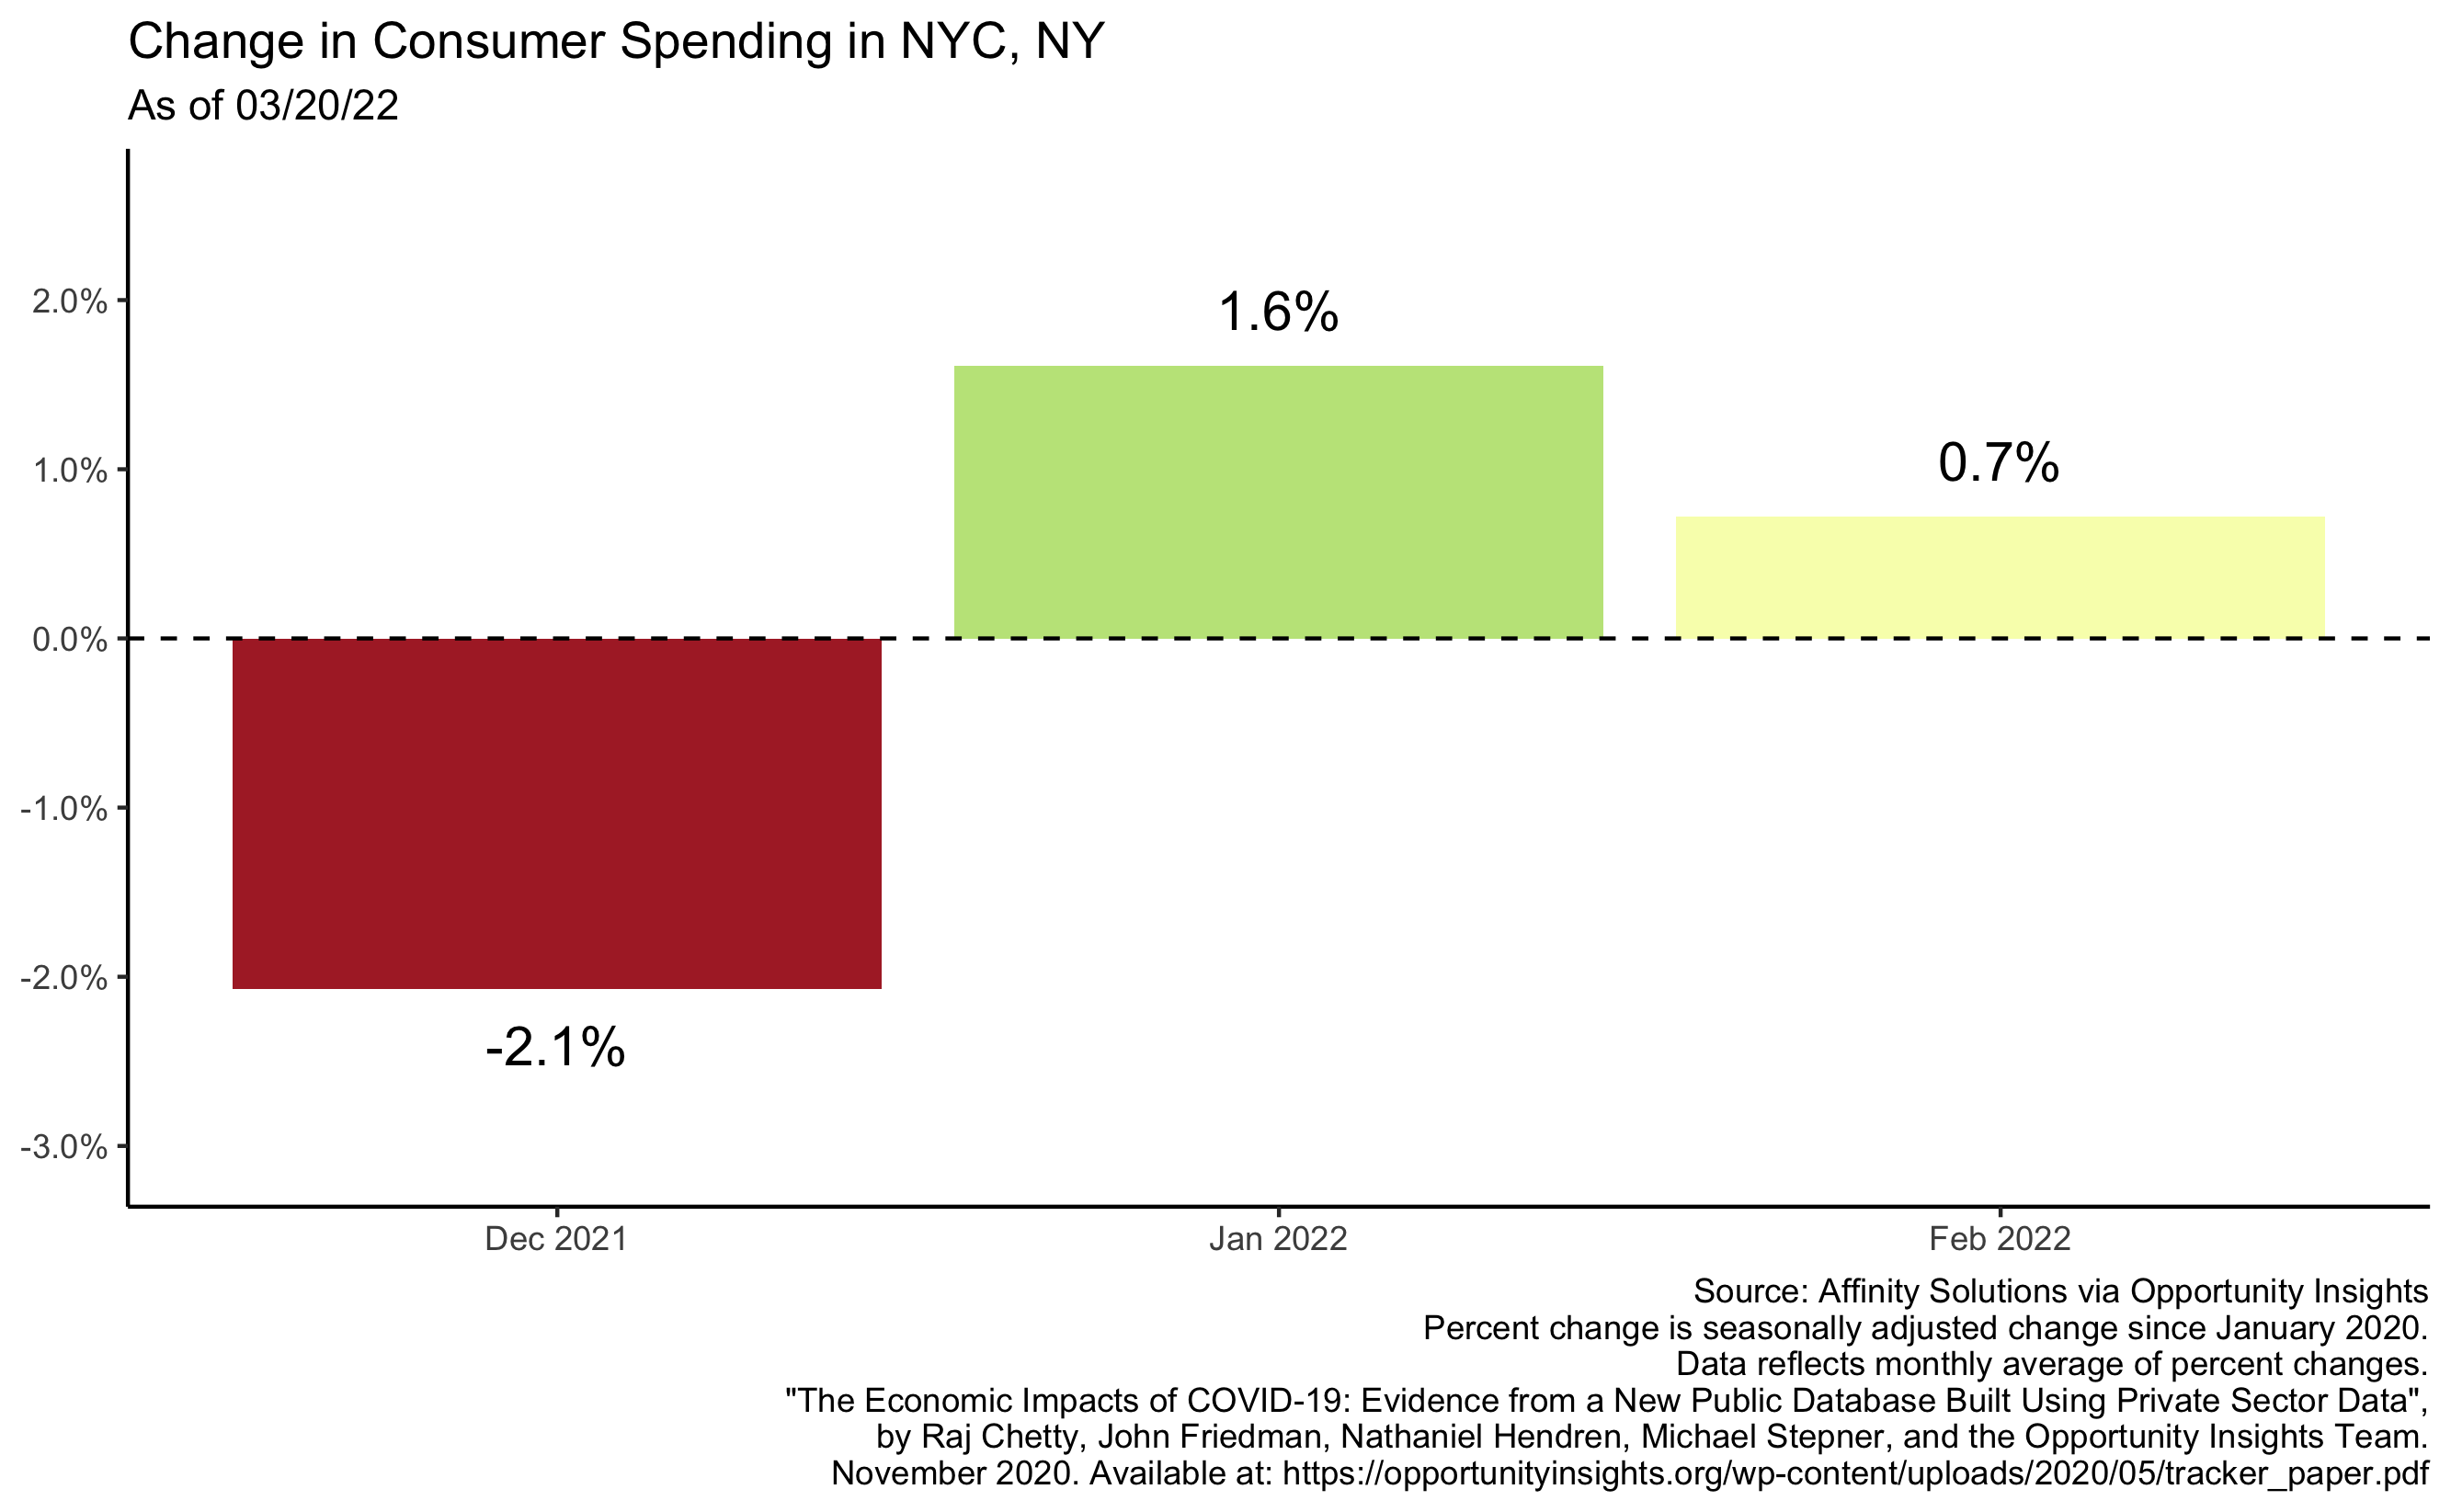 Change in Consumer Spending in NYC, NY
As of 03/20/22
2.0%
1.0%
0.0%
-1.0%
-2.0%
-3.0%
-2.1%
1.6%
0.7%
Dec 2021
Jan 2022
Feb 2022
Source: Affinity Solutions via Opportunity Insights
Percent change is seasonally adjusted change since January 2020.
Data reflects monthly average of percent changes.
"The Economic Impacts of COVID-19: Evidence from a New Public Database Built Using Private Sector Data",
by Raj Chetty, John Friedman, Nathaniel Hendren, Michael Stepner, and the Opportunity Insights Team.
November 2020. Available at: https://opportunityinsights.org/wp-content/uploads/2020/05/tracker_paper.pdf